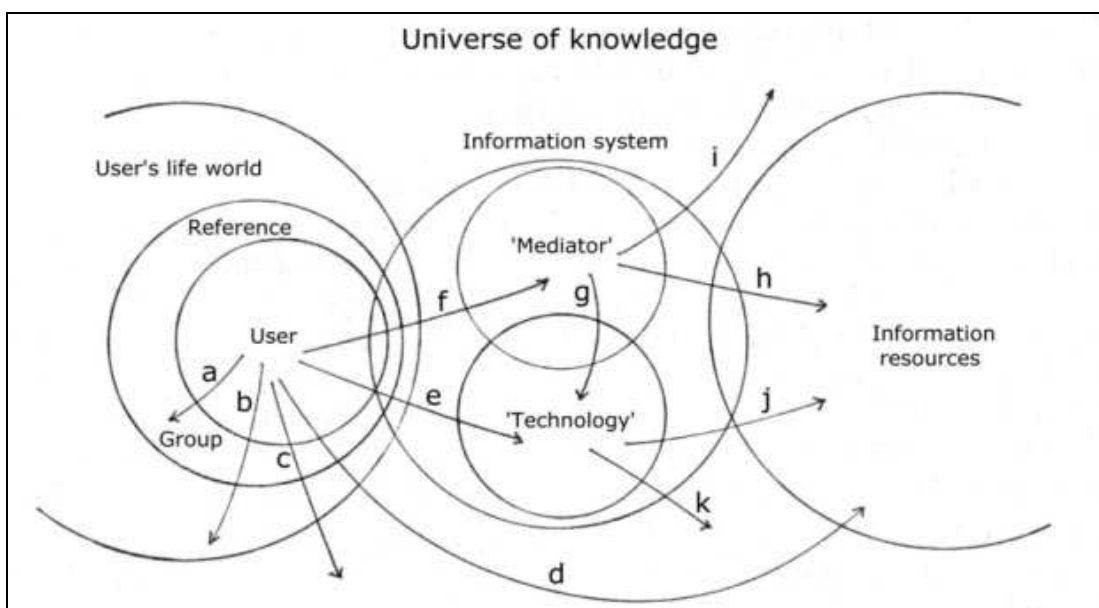 Universe of knowledge
Information system
i
User's life world
Reference
'Mediator'
h
f
g
User
Information
resources
a
e
j
b
'Technology'
Group
c
k
d